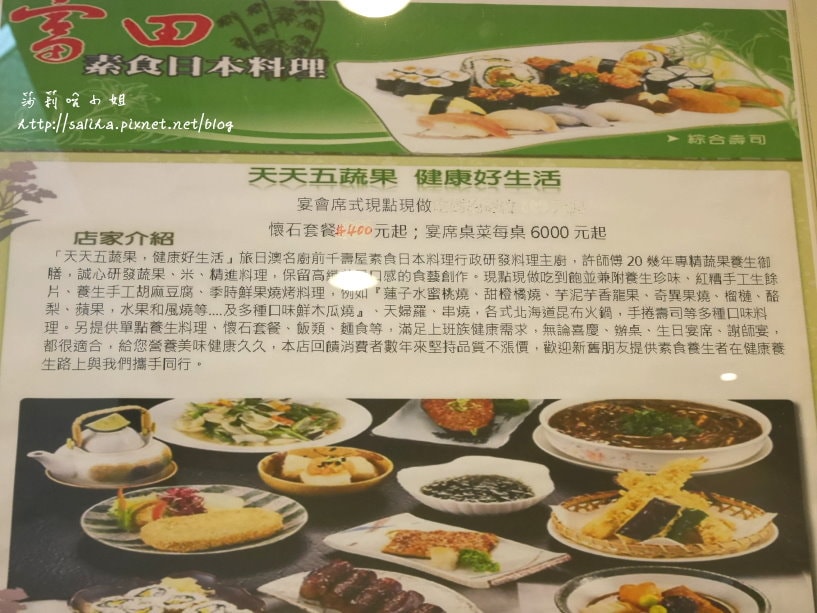 富田
素食日本料理
莎莉哈小姐
http://saliha.pixnet.net/blog
➤ 綜合壽司
天天五蔬果 健康好生活
宴會席式現點現做
懷石套餐400元起；宴席桌菜每桌 6000 元起
店家介紹
「天天五蔬果，健康好生活」旅日澳名廚前千壽屋素食日本料理行政研發料理主廚，許師傅 20 幾年專精蔬果養生御
膳，誠心研發蔬果、米、精進料理，保留高纖口感的食藝創作。現點現做吃到飽並兼附養生珍味、紅糟手工生餘
片、養生手工胡麻豆腐、季時鮮果燒烤料理，例如『蓮子水蜜桃燒、甜橙橘燒、芋泥芋香龍果、奇異果燒、榴槤、酪
梨、蘋果，水果和風燒等....及多種口味鮮木瓜燒』、天婦羅、串燒，各式北海道昆布火鍋，手捲壽司等多種口味料
理。另提供單點養生料理、懷石套餐、飯類、麵食等，滿足上班族健康需求，無論喜慶、辦桌、生日宴席、謝師宴，
都很適合，給您營養美味健康久久，本店回饋消費者數年來堅持品質不漲價，歡迎新舊朋友提供素食養生者在健康養
生路上與我們攜手同行。